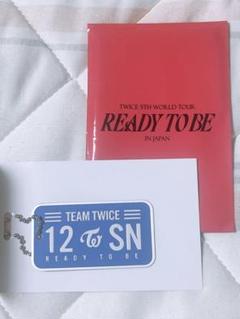 TWICE 5TH WORLD TOUR
READY TO BE
IN JAPAN
TEAM TWICE
12 SN
READY TO BE